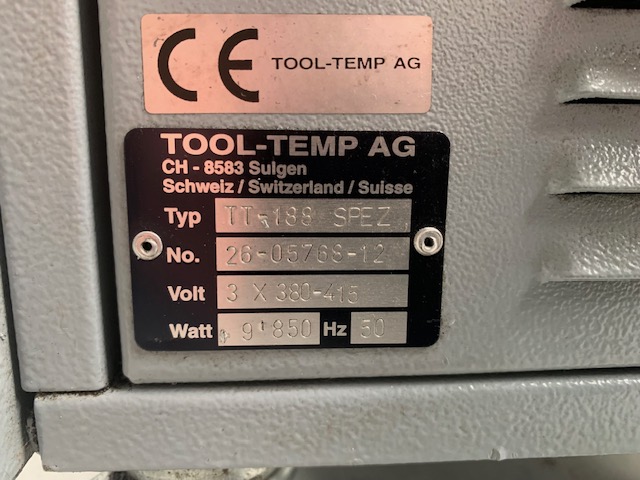 CE TOOL-TEMP AG
TOOL-TEMP AG
CH - 8583 Sulgen
Schweiz / Switzerland / Suisse
Typ TT-188 SPEZ.
No. 26-05768-12
Volt 3 X 380-415
Watt 9'850 Hz 50